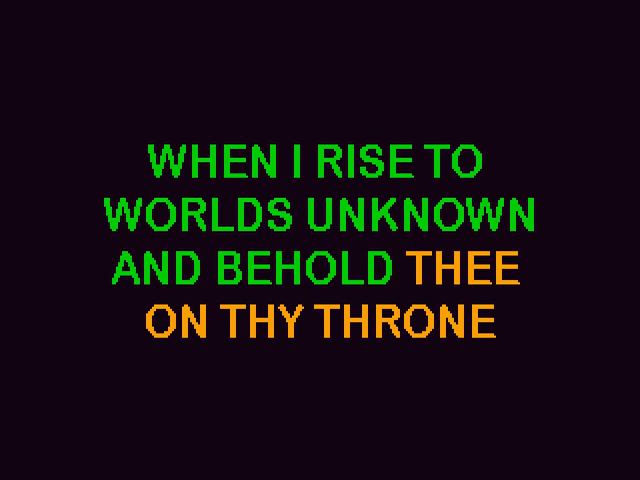 WHEN I RISE TO
WORLDS UNKNOWN
AND BEHOLD THEE
ON THY THRONE